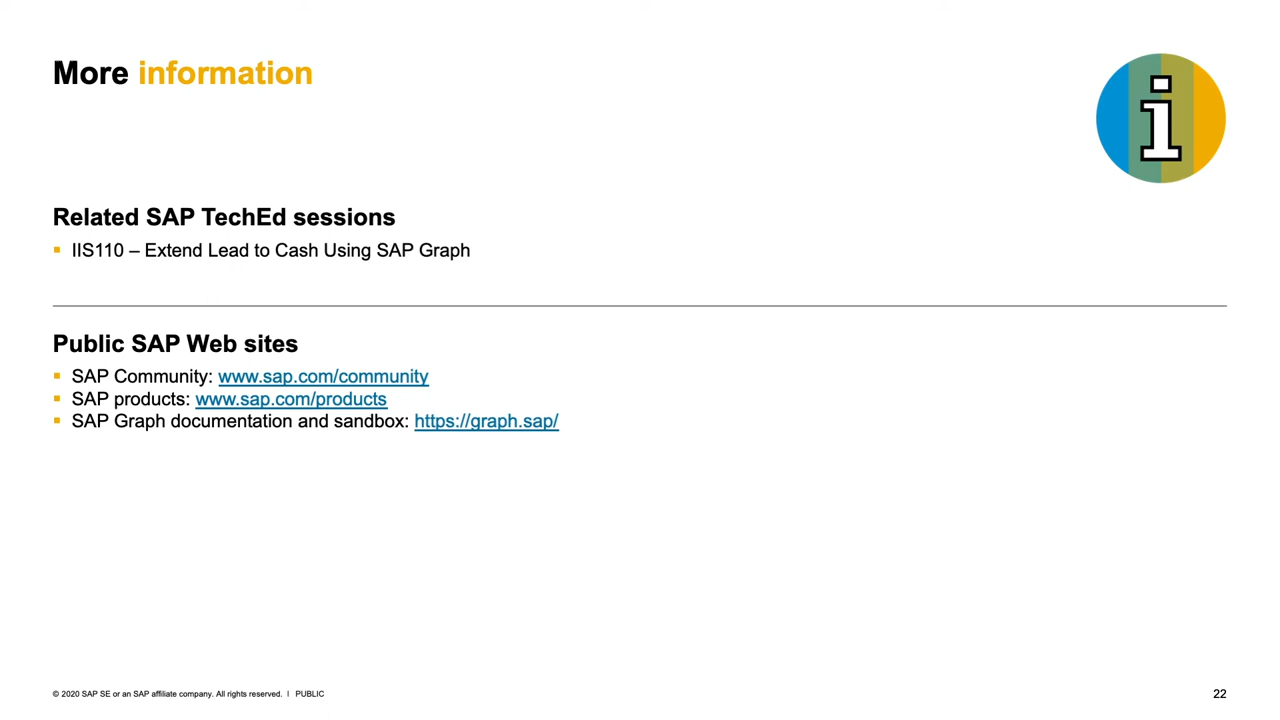 More information
i
Related SAP TechEd sessions
▪ IIS110 – Extend Lead to Cash Using SAP Graph
Public SAP Web sites
▪ SAP Community: www.sap.com/community
▪ SAP products: www.sap.com/products
▪ SAP Graph documentation and sandbox: https://graph.sap/
© 2020 SAP SE or an SAP affiliate company. All rights reserved. | PUBLIC
22